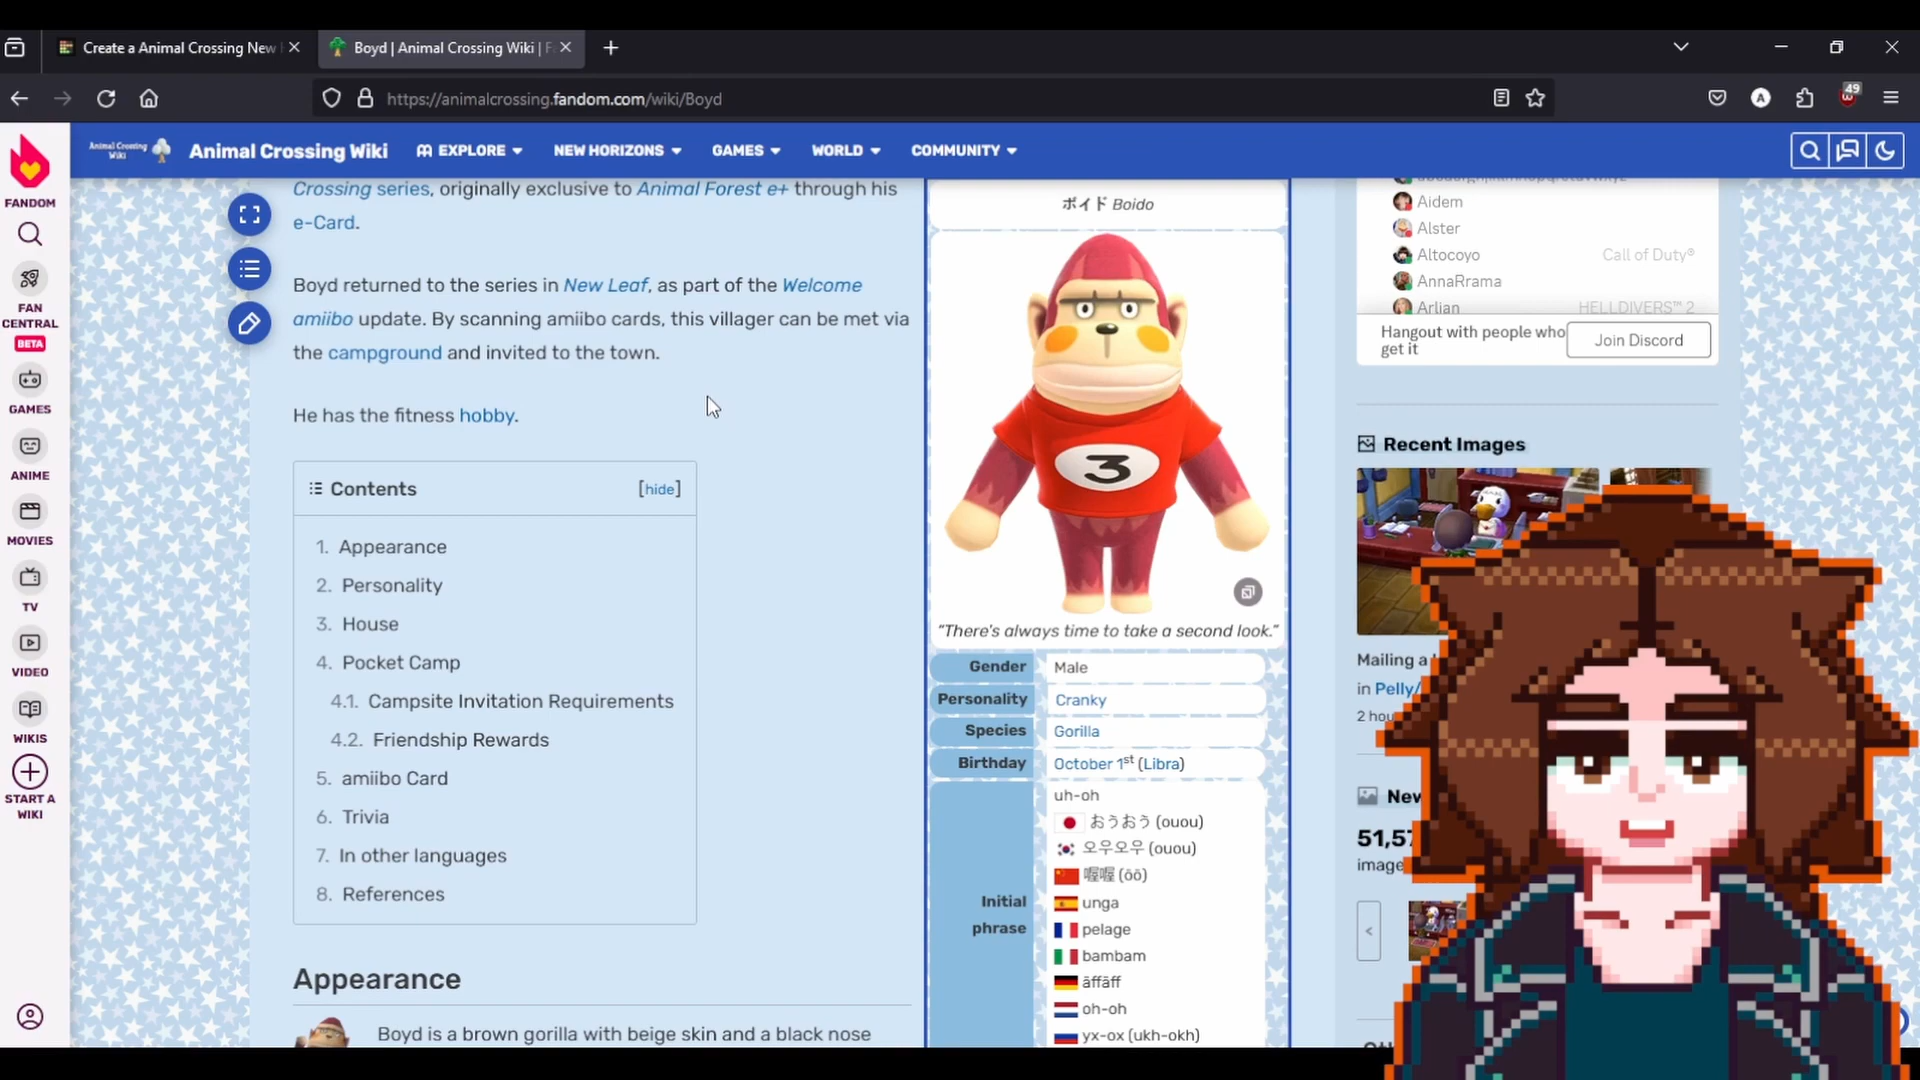 Create a Animal Crossing New
Boyd | Animal Crossing Wiki | F
https://animalcrossing.fandom.com/wiki/Boyd
49
A
Animal Crossing
Wiki
Animal Crossing Wiki
EXPLORE
NEW HORIZONS
GAMES
WORLD
COMMUNITY
FANDOM
FAN
CENTRAL
BETA
GAMES
ANIME
MOVIES
TV
VIDEO
WIKIS
START A
WIKI
Crossing series, originally exclusive to Animal Forest e+ through his
e-Card.
Boyd returned to the series in New Leaf, as part of the Welcome
amiibo update. By scanning amiibo cards, this villager can be met via
the campground and invited to the town.
He has the fitness hobby.
Contents [hide]
1. Appearance
2. Personality
3. House
4. Pocket Camp
4.1. Campsite Invitation Requirements
4.2. Friendship Rewards
5. amiibo Card
6. Trivia
7. In other languages
8. References
Appearance
Boyd is a brown gorilla with beige skin and a black nose
ボイド Boido
3
"There's always time to take a second look."
Gender Male
Personality Cranky
Species Gorilla
Birthday October 1st (Libra)
Initial
phrase
uh-oh
おうおう (ouou)
오우오우 (ouou)
喔喔 (ōō)
unga
pelage
bambam
äffäff
oh-oh
ух-ох (ukh-okh)
Aidem
Alster
Altocoyo Call of Duty®
AnnaRrama
Arlian HELLDIVERS™ 2
Hangout with people who
get it
Join Discord
Recent Images
Mailing a
in Pelly/
2 hou
New
51,57
image
<